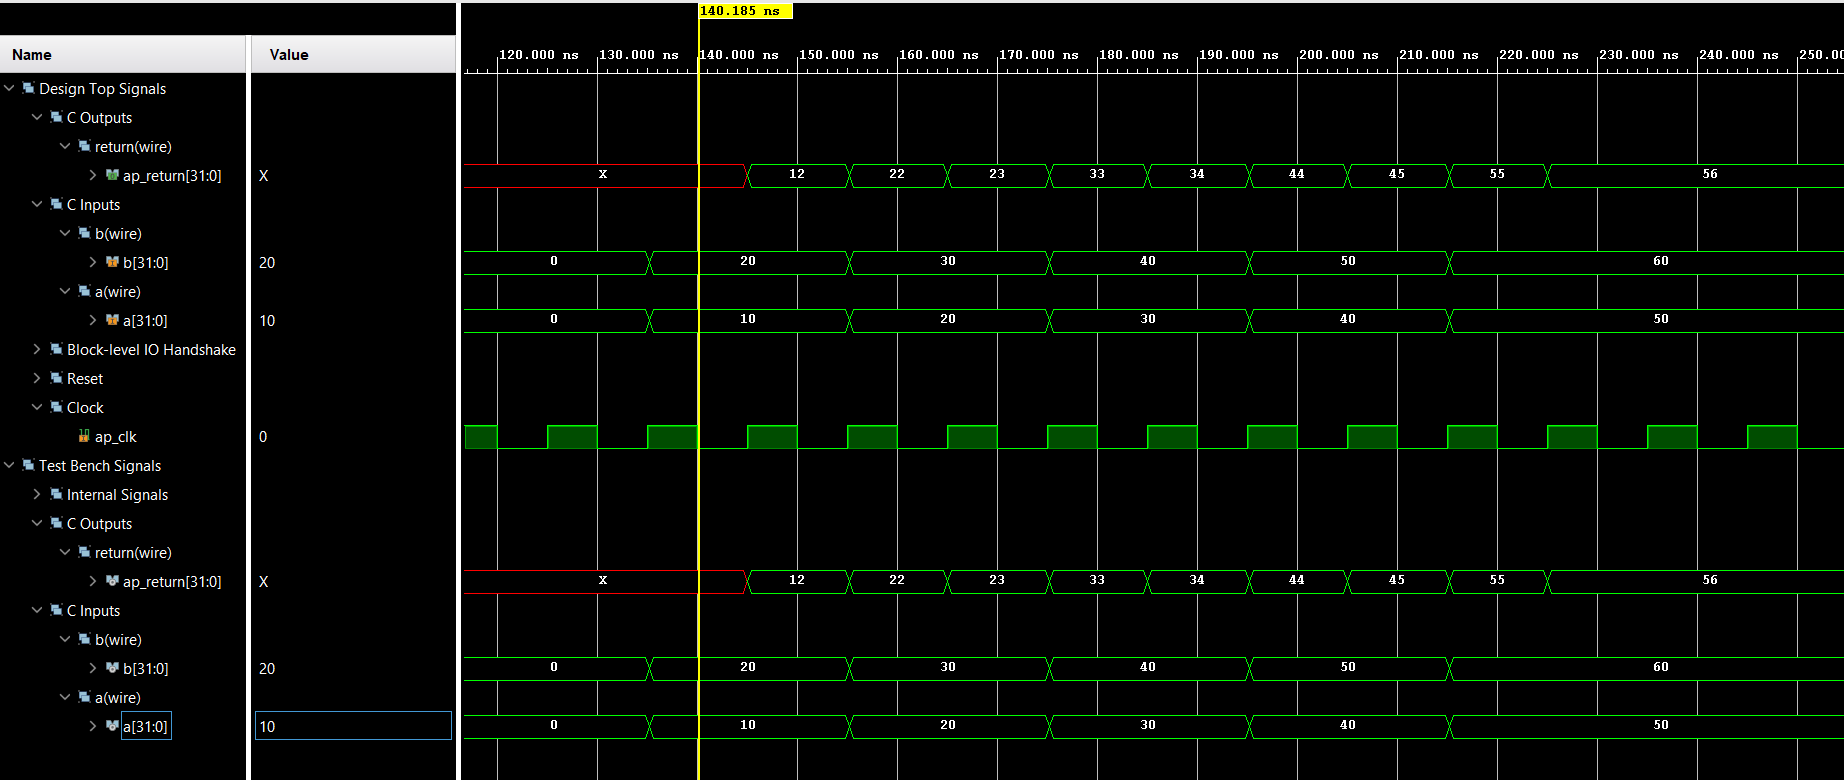 140.185 ns
Name Value 120.000 ns 130.000 ns 140.000 ns 150.000 ns 160.000 ns 170.000 ns 180.000 ns 190.000 ns 200.000 ns 210.000 ns 220.000 ns 230.000 ns 240.000 ns 250.0
Design Top Signals
C Outputs
return(wire)
ap_return[31:0] X X 12 22 23 33 34 44 45 55 56
C Inputs
b(wire)
b[31:0] 20 0 20 30 40 50 60
a(wire)
a[31:0] 10 0 10 20 30 40 50
Block-level IO Handshake
Reset
Clock
ap_clk 0
Test Bench Signals
Internal Signals
C Outputs
return(wire)
ap_return[31:0] X X 12 22 23 33 34 44 45 55 56
C Inputs
b(wire)
b[31:0] 20 0 20 30 40 50 60
a(wire)
a[31:0] 10 0 10 20 30 40 50